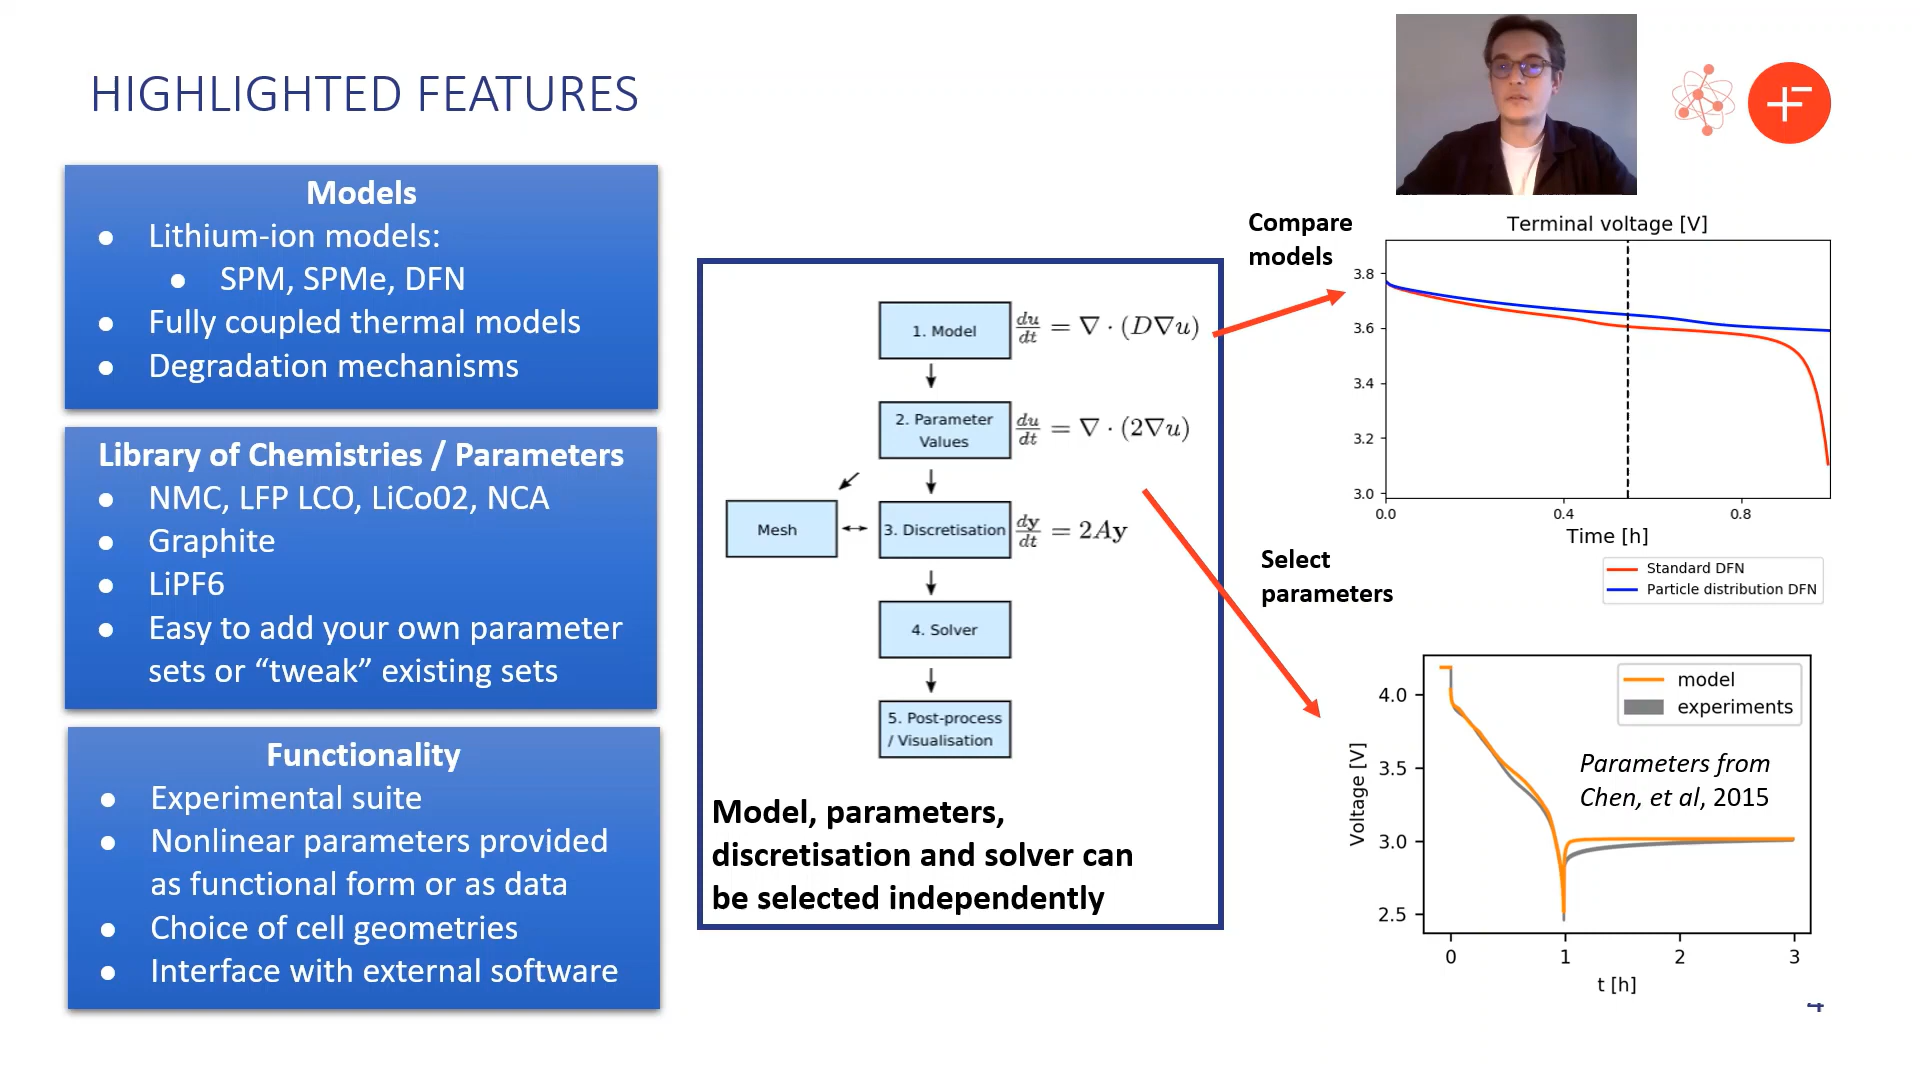 HIGHLIGHTED FEATURES
Models
● Lithium-ion models:
● SPM, SPMe, DFN
● Fully coupled thermal models
● Degradation mechanisms
Library of Chemistries / Parameters
● NMC, LFP LCO, LiCo02, NCA
● Graphite
● LiPF6
● Easy to add your own parameter
sets or “tweak” existing sets
Functionality
● Experimental suite
● Nonlinear parameters provided
as functional form or as data
● Choice of cell geometries
● Interface with external software
1. Model
du/dt = ∇ · (D∇u)
2. Parameter
Values
du/dt = ∇ · (2∇u)
Mesh
3. Discretisation
dy/dt = 2Ay
4. Solver
5. Post-process
/ Visualisation
Model, parameters,
discretisation and solver can
be selected independently
Compare
models
Terminal voltage [V]
3.8
3.6
3.4
3.2
3.0
0.0 0.4 0.8
Time [h]
Standard DFN
Particle distribution DFN
Select
parameters
model
experiments
Parameters from
Chen, et al, 2015
Voltage [V]
4.0
3.5
3.0
2.5
0 1 2 3
t [h]